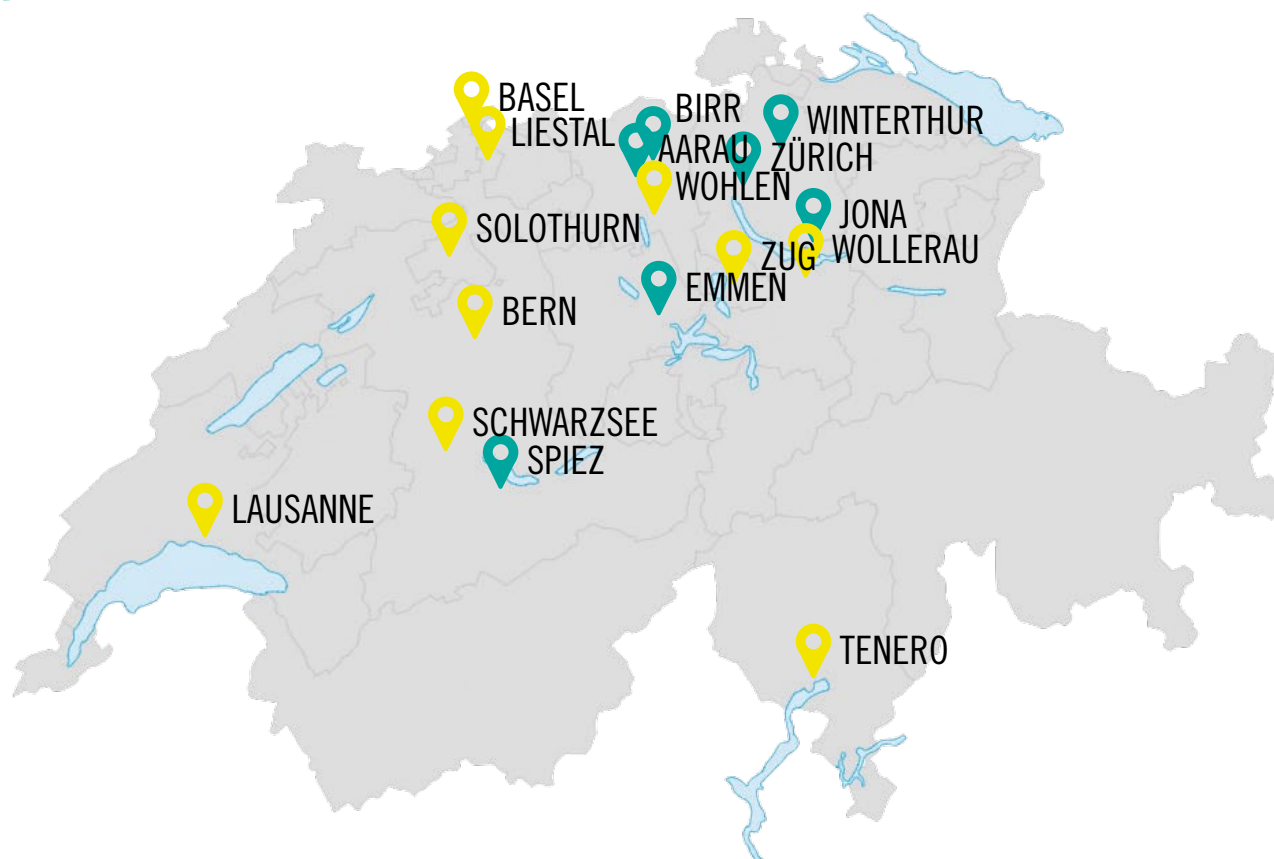 BASEL
BIRR
WINTERTHUR
LIESTAL
AARAU
ZÜRICH
WOHLEN
JONA
SOLOTHURN
WOLLERAU
ZUG
EMMEN
BERN
SCHWARZSEE
SPIEZ
LAUSANNE
TENERO